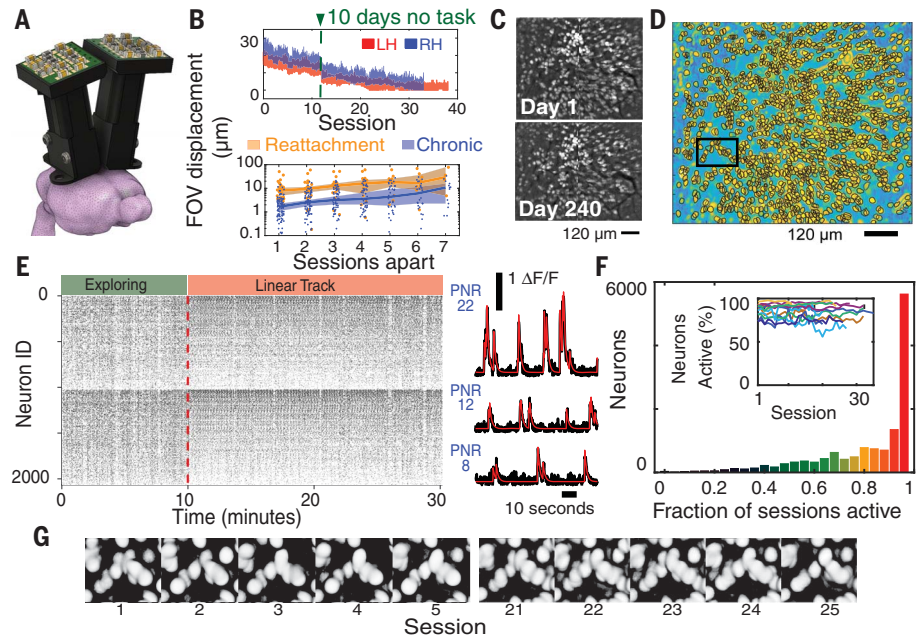 A
B
10 days no task
30
LH
RH
0
0
10
20
30
40
Session
FOV displacement
(μm)
Reattachment
Chronic
100
10
1
0.1
1
2
3
4
5
6
7
Sessions apart
C
Day 1
Day 240
120 μm
D
120 μm
E
Exploring
Linear Track
0
Neuron ID
2000
0
10
20
30
Time (minutes)
1 ΔF/F
PNR
22
PNR
12
PNR
8
10 seconds
F
6000
Neurons
0
0
0.2
0.4
0.6
0.8
1
Fraction of sessions active
Neurons
Active (%)
100
50
0
1
30
Session
G
1
2
3
4
5
21
22
23
24
25
Session